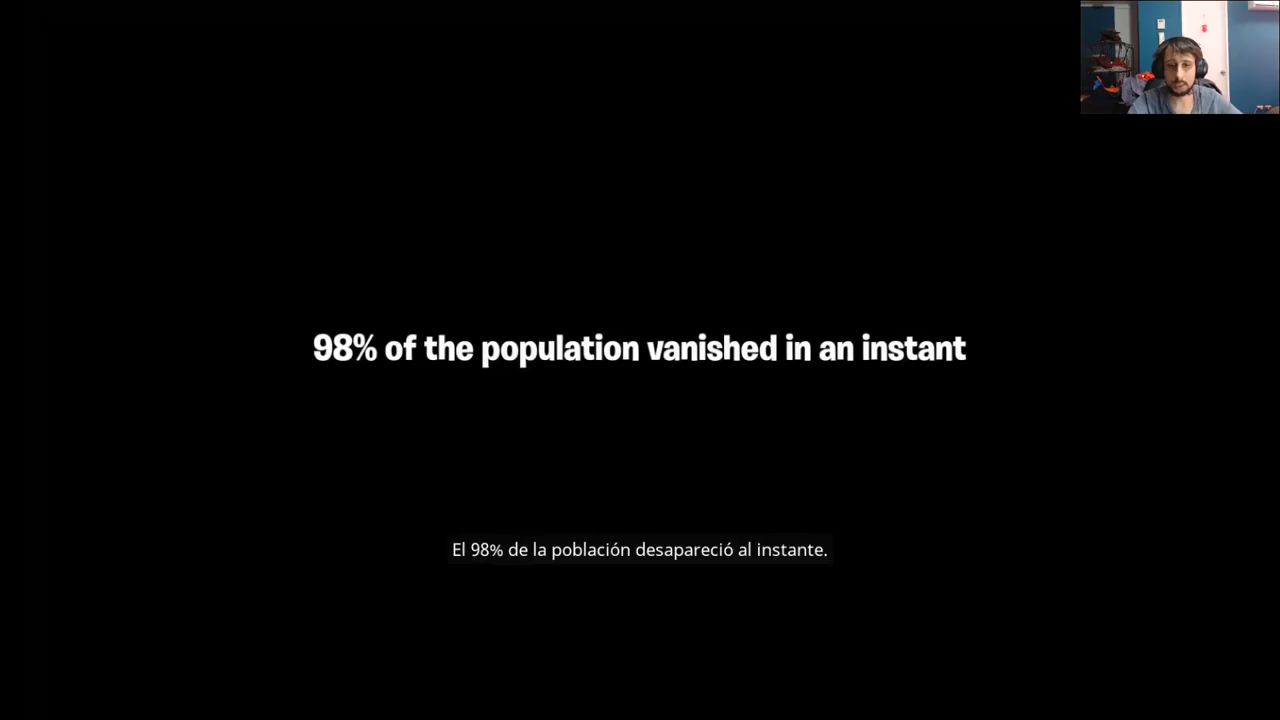 98% of the population vanished in an instant
El 98% de la población desapareció al instante.